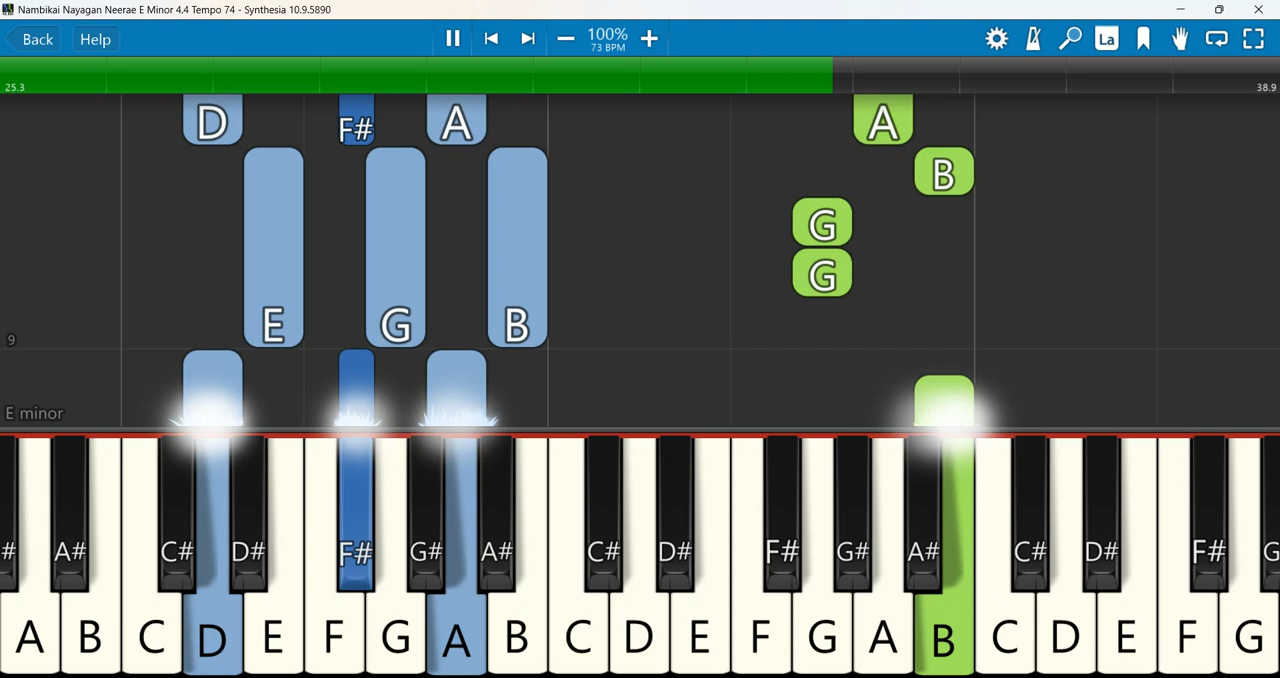 Nambikai Nayagan Neerae E Minor 4.4 Tempo 74 - Synthesia 10.9.5890
Back Help 100% La
73 BPM
25.3 38.9
D F# A A
B
G
G
E G B
9
E minor
# A# C# D# F# G# A# C# D# F# G# A# C# D# F# G
A B C D E F G A B C D E F G A B C D E F G